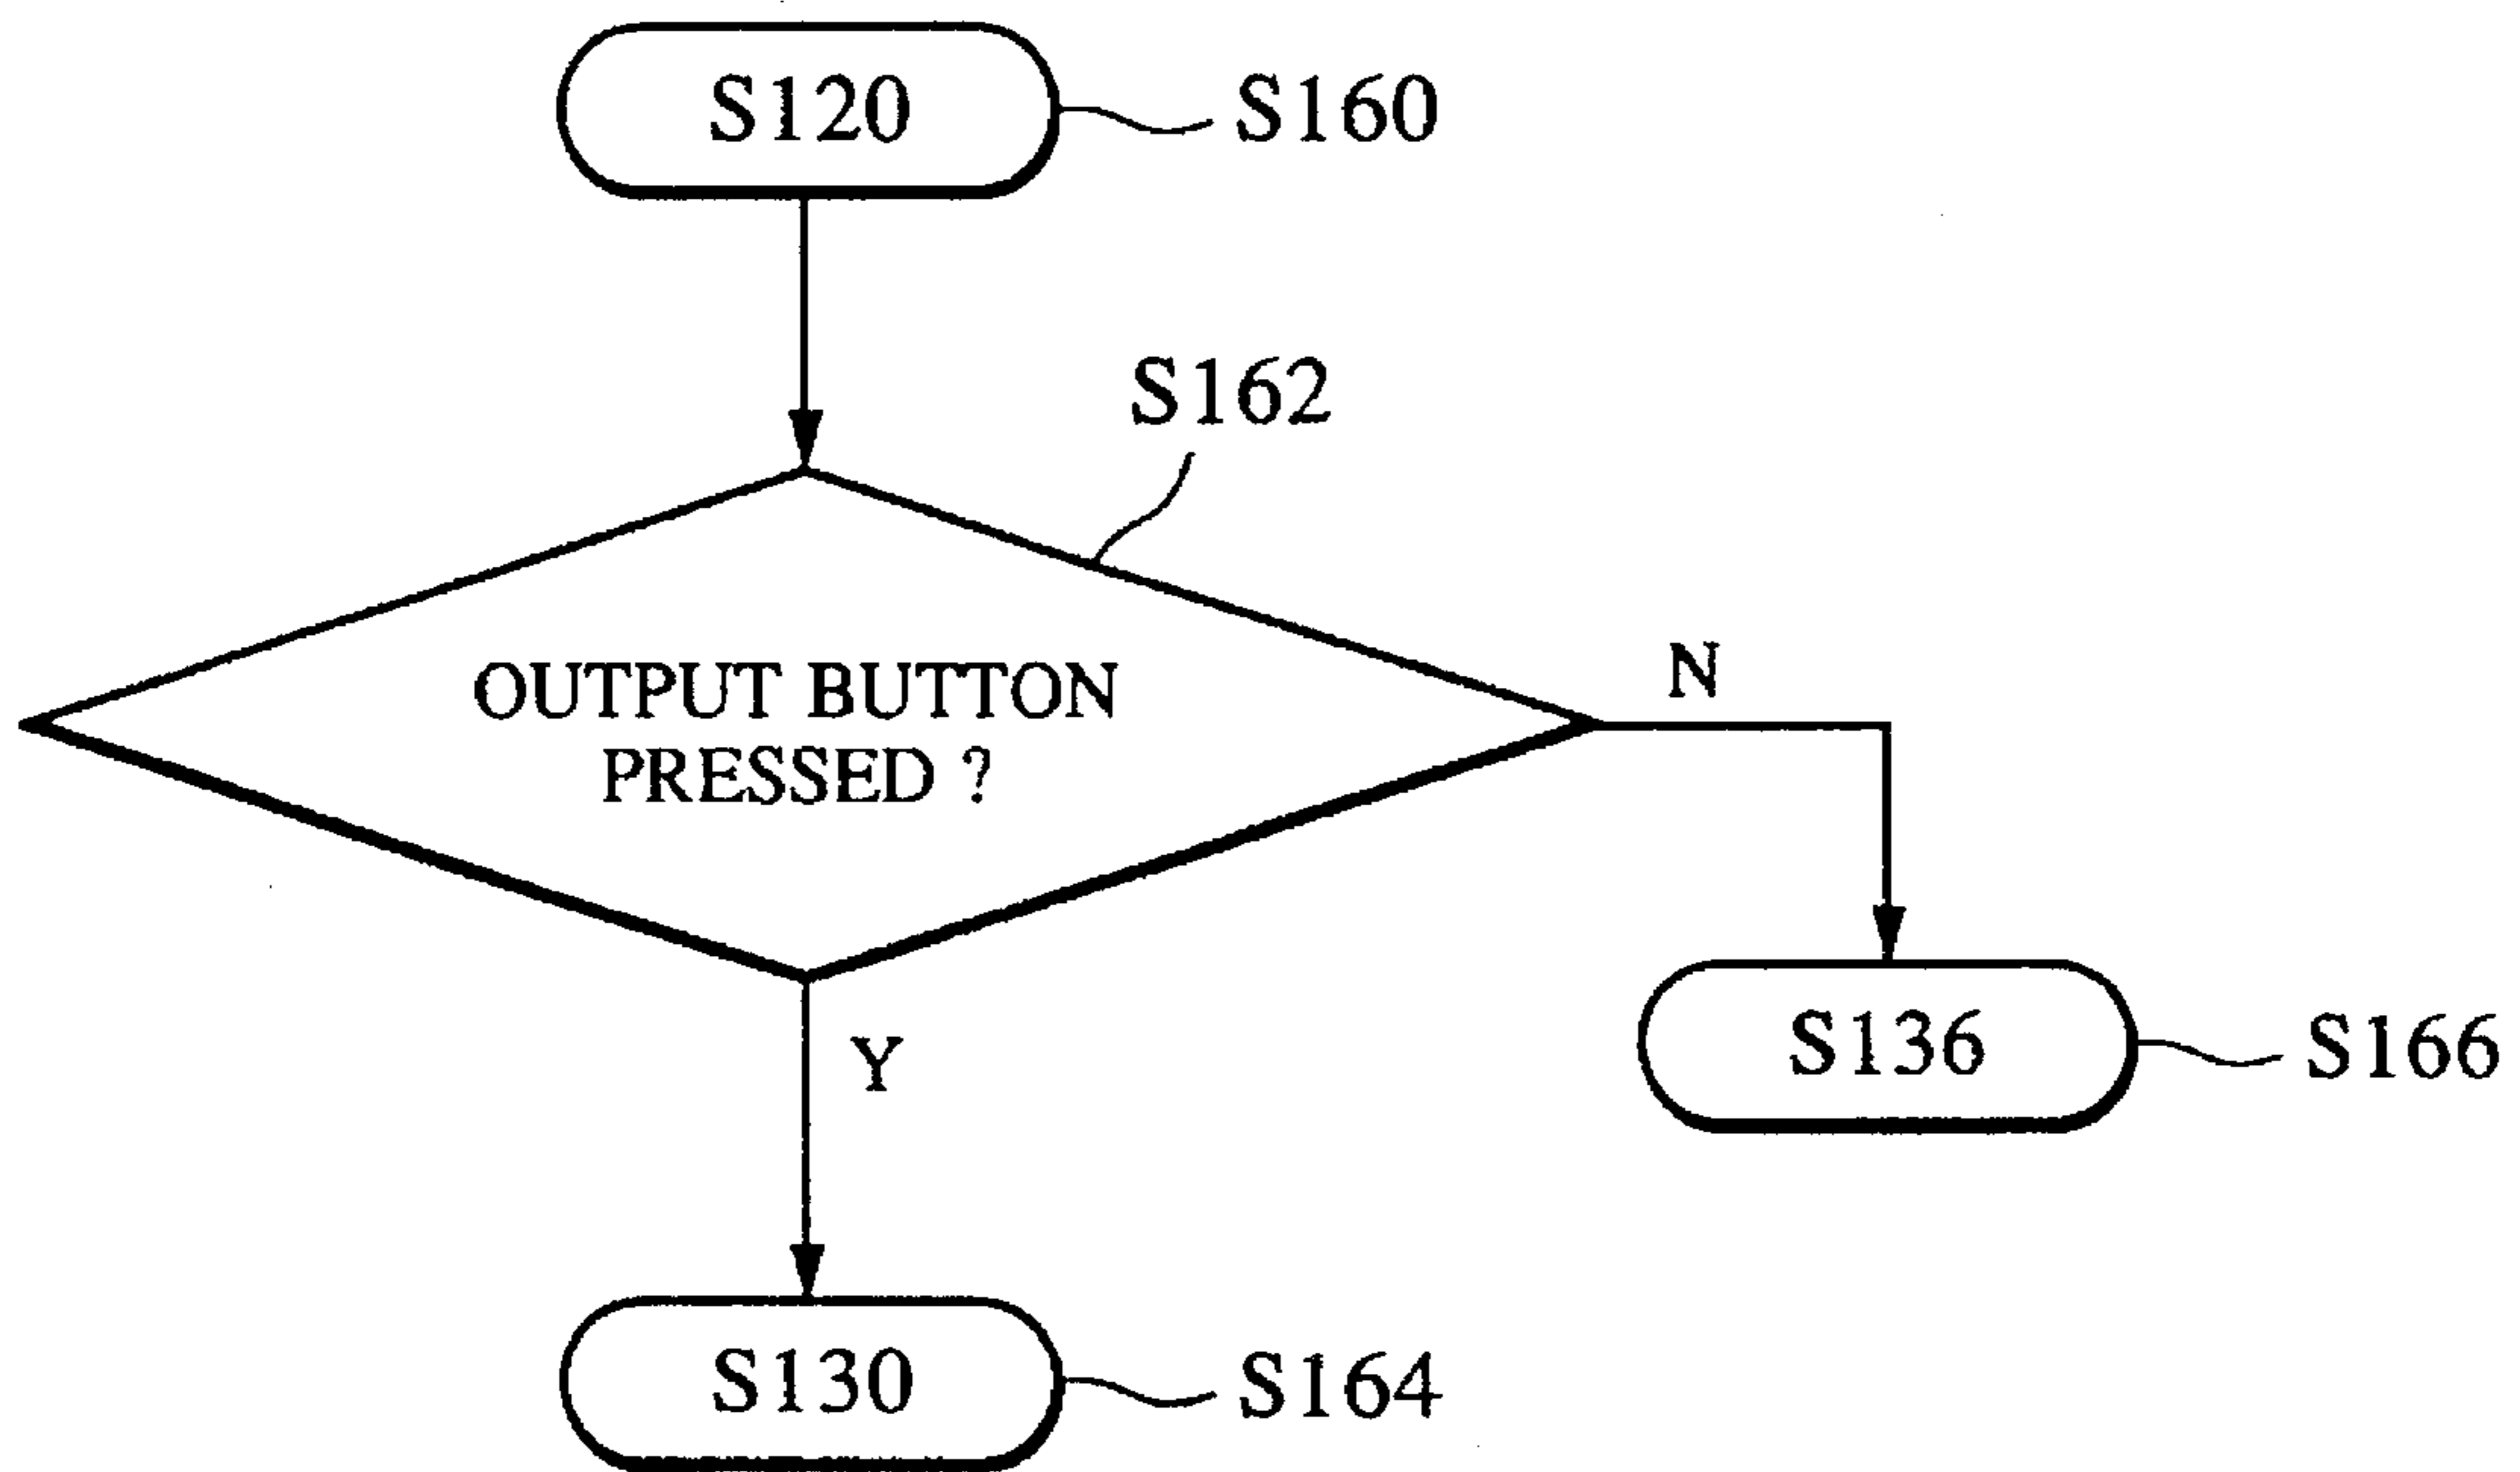 S120
S160
S162
OUTPUT BUTTON
PRESSED ?
N
Y
S136
S166
S130
S164